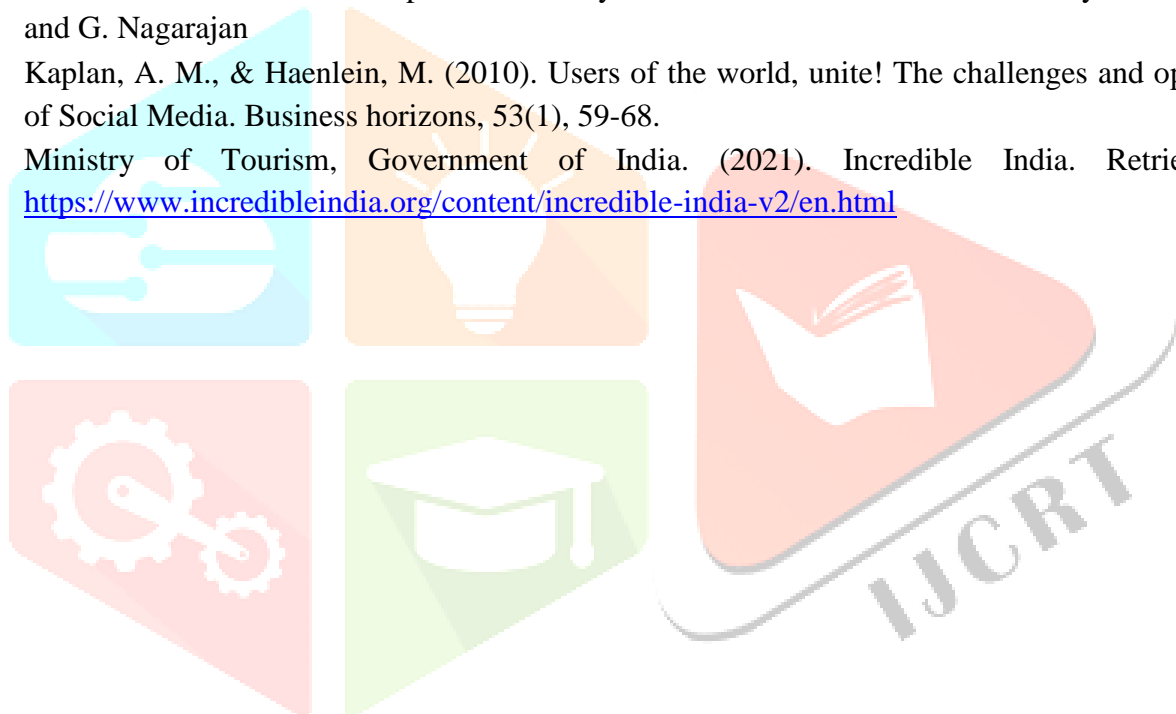 and G. Nagarajan
Kaplan, A. M., & Haenlein, M. (2010). Users of the world, unite! The challenges and op
of Social Media. Business horizons, 53(1), 59-68.
Ministry of Tourism, Government of India. (2021). Incredible India. Retrie
https://www.incredibleindia.org/content/incredible-india-v2/en.html
IJCRT